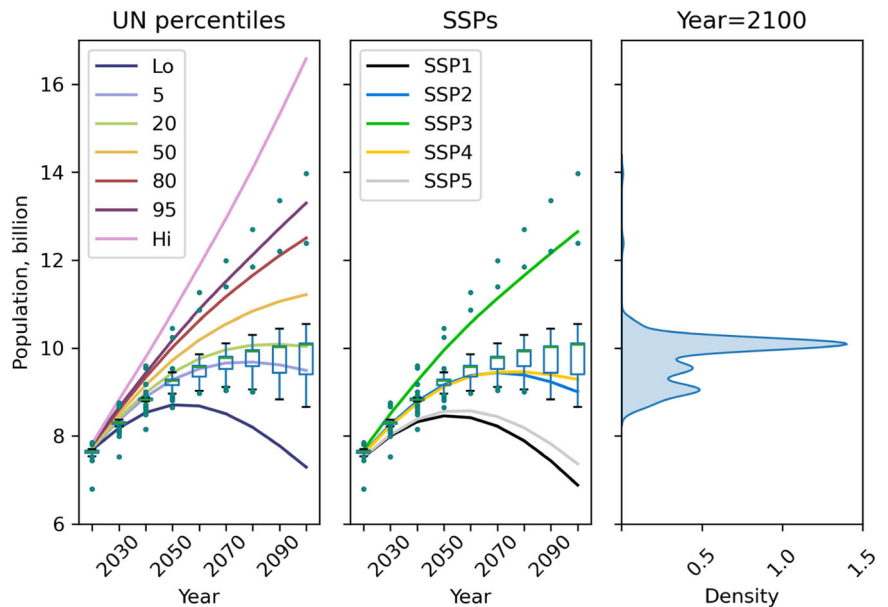 UN percentiles
SSPs
Year=2100
Population, billion
16
14
12
10
8
6
Lo
5
20
50
80
95
Hi
2030
2050
2070
2090
Year
SSP1
SSP2
SSP3
SSP4
SSP5
2030
2050
2070
2090
Year
0.5
1.0
1.5
Density